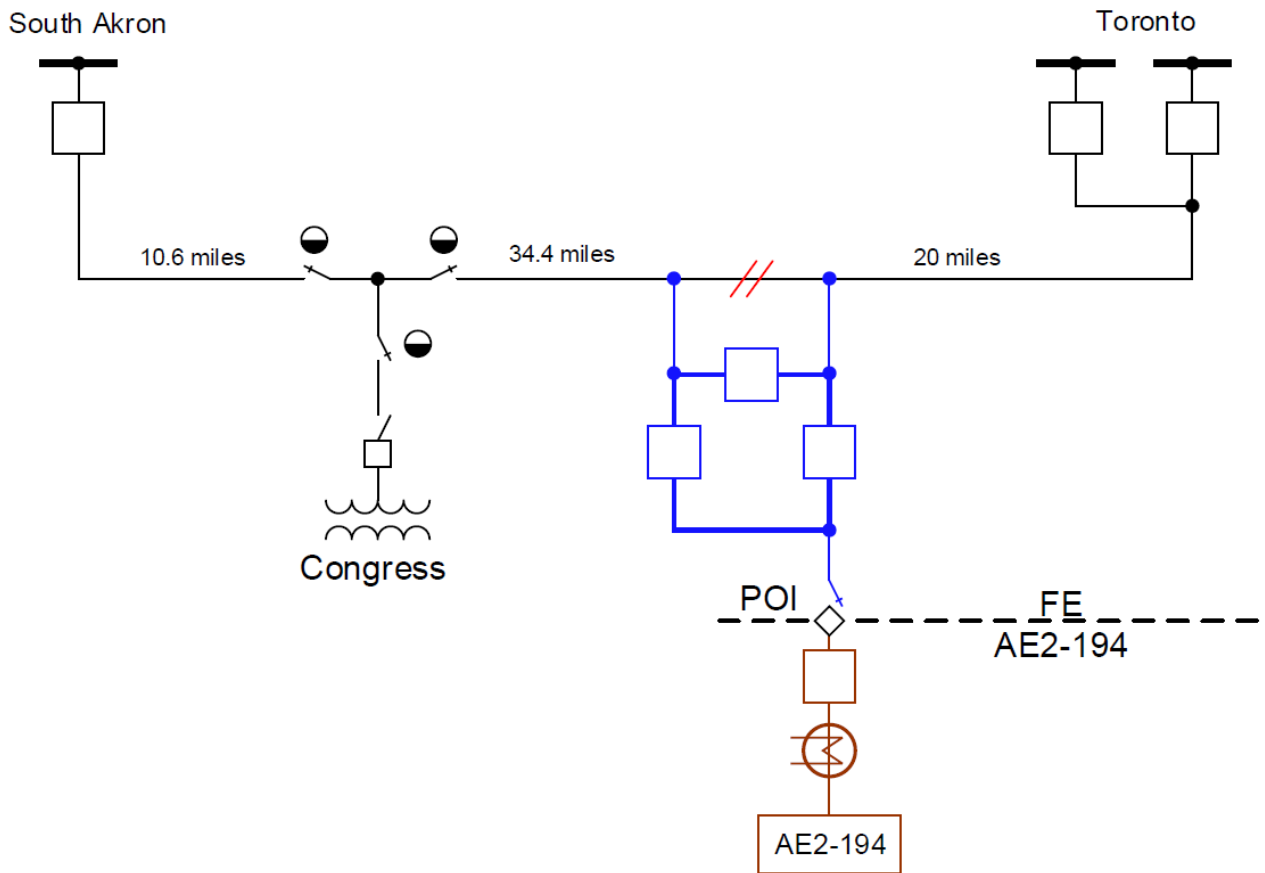 South Akron
Toronto
10.6 miles
34.4 miles
20 miles
Congress
POI
FE
AE2-194
AE2-194